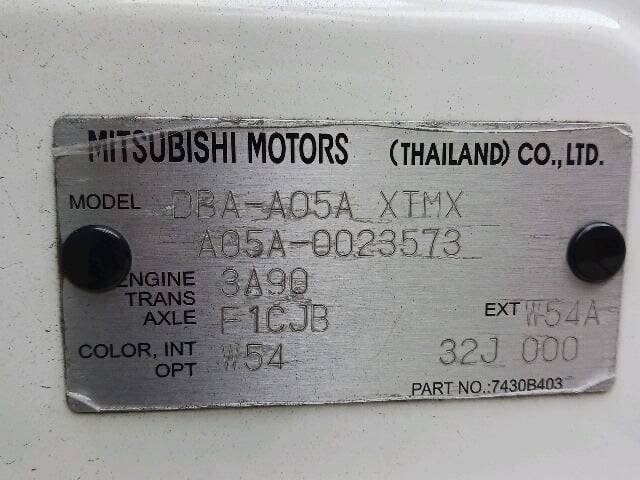 MITSUBISHI MOTORS (THAILAND) CO.,LTD.
MODEL DBA-A05A XTMX
A05A-0023573
ENGINE 3A90
TRANS
AXLE F1CJB EXT W54A
COLOR, INT
OPT W54 32J 000
PART NO.:7430B403